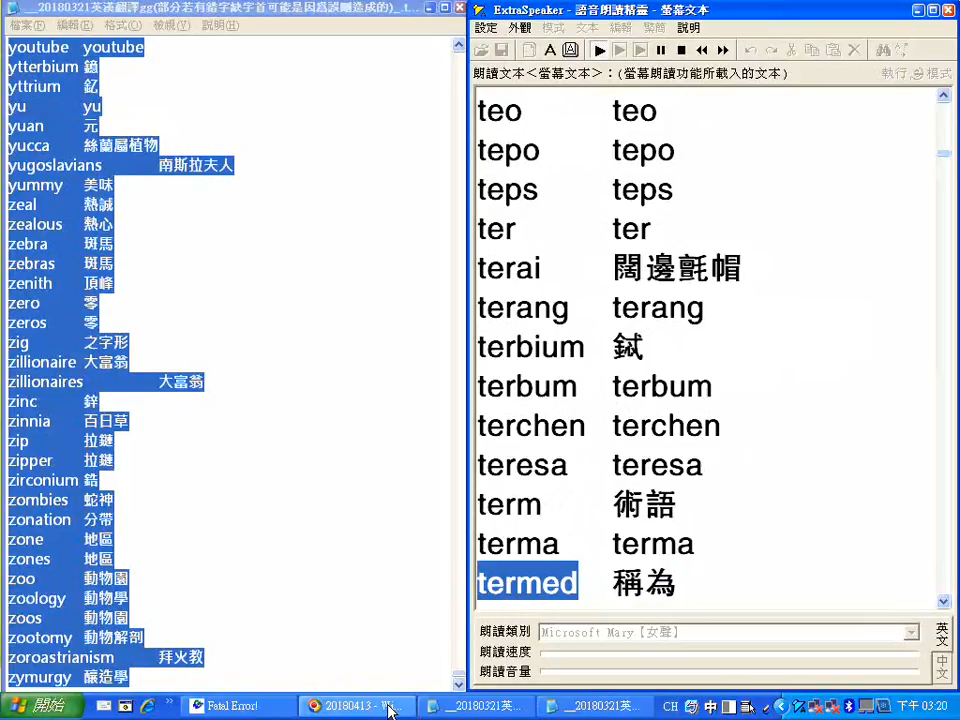 __20180321英漢翻譯gg(部分若有錯字缺字首可能是因為誤刪造成的)_t...
檔案(F) 編輯(E) 格式(O) 檢視(V) 說明(H)
youtube youtube
ytterbium 鐿
yttrium 釔
yu yu
yuan 元
yucca 絲蘭屬植物
yugoslavians 南斯拉夫人
yummy 美味
zeal 熱誠
zealous 熱心
zebra 斑馬
zebras 斑馬
zenith 頂峰
zero 零
zeros 零
zig 之字形
zillionaire 大富翁
zillionaires 大富翁
zinc 鋅
zinnia 百日草
zip 拉鏈
zipper 拉鏈
zirconium 鋯
zombies 蛇神
zonation 分帶
zone 地區
zones 地區
zoo 動物園
zoology 動物學
zoos 動物園
zootomy 動物解剖
zoroastrianism 拜火教
zymurgy 釀造學
ExtraSpeaker - 語音朗讀精靈 - 螢幕文本
設定 外觀 模式 文本 編輯 繁簡 說明
朗讀文本<螢幕文本>:(螢幕朗讀功能所載入的文本)
執行 模式
teo teo
tepo tepo
teps teps
ter ter
terai 闊邊氈帽
terang terang
terbium 鋱
terbum terbum
terchen terchen
teresa teresa
term 術語
terma terma
termed 稱為
朗讀類別 Microsoft Mary【女聲】
朗讀速度
朗讀音量
英文
中文
開始
Fatal Error!
20180413 - Wi...
__20180321英...
__20180321英...
CH 中
下午 03:20